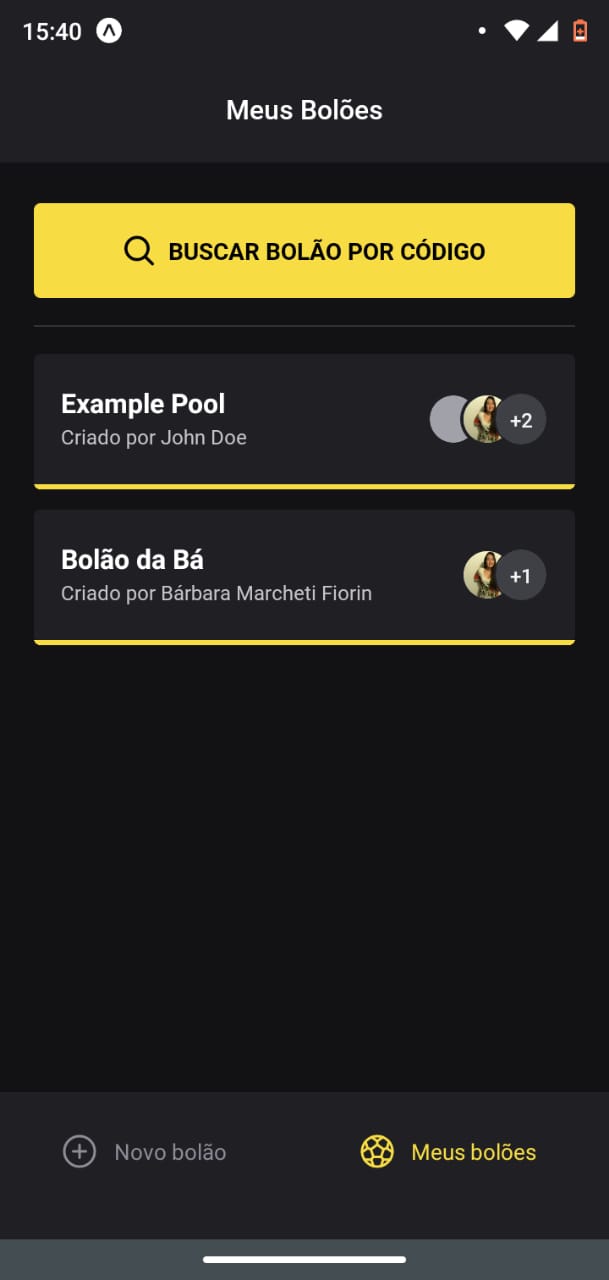 15:40
Meus Bolões
BUSCAR BOLÃO POR CÓDIGO
Example Pool
Criado por John Doe
+2
Bolão da Bá
Criado por Bárbara Marcheti Fiorin
+1
Novo bolão
Meus bolões